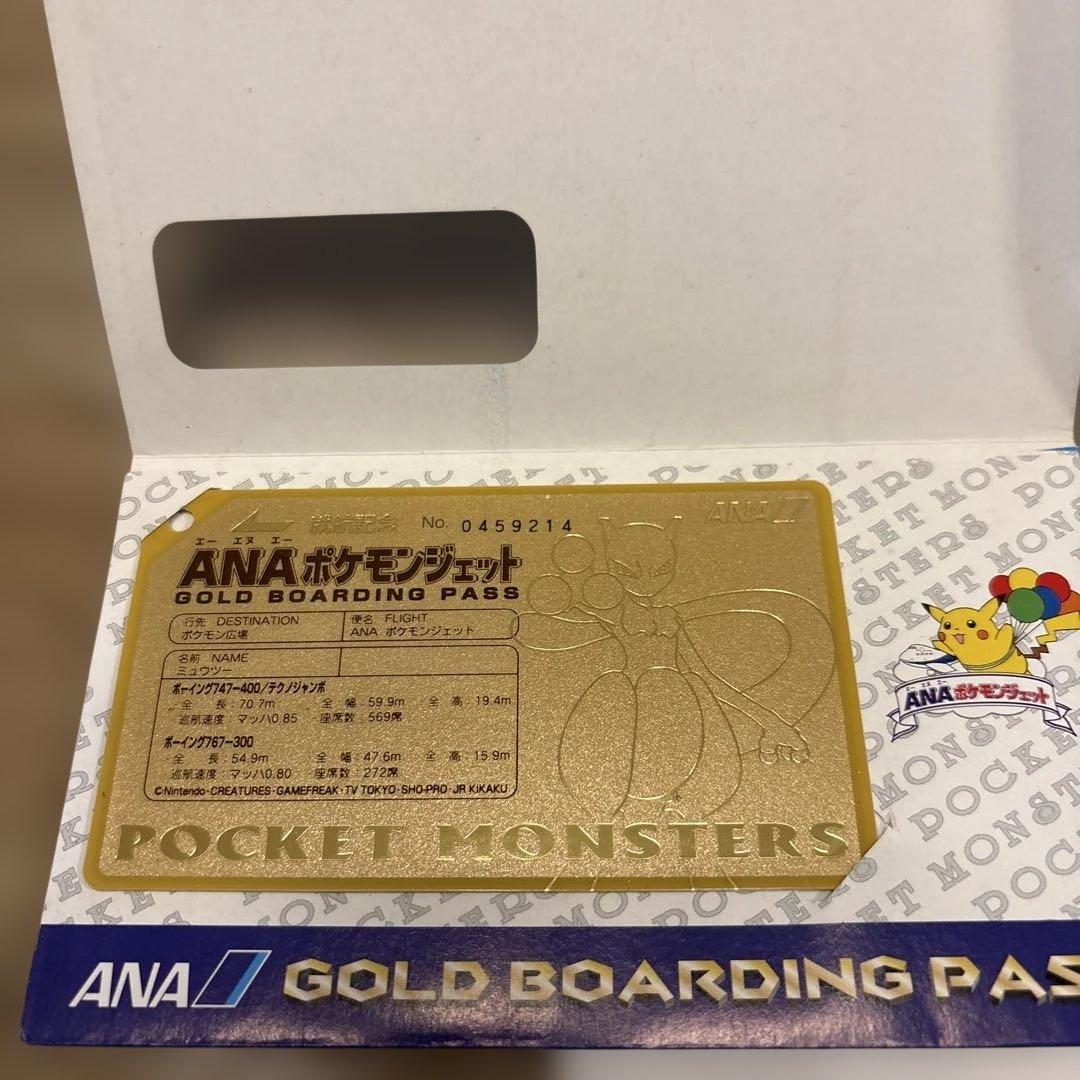 就航記念 No. 0459214 ANA
エー エヌ エー
ANAポケモンジェット
GOLD BOARDING PASS
行先 DESTINATION 便名 FLIGHT
ポケモン広場 ANA ポケモンジェット
名前 NAME
ミュウツー
ボーイング747-400/テクノジャンボ
全 長:70.7m 全 幅:59.9m 全 高:19.4m
巡航速度:マッハ0.85 座席数:569席
ボーイング767-300
全 長:54.9m 全 幅:47.6m 全 高:15.9m
巡航速度:マッハ0.80 座席数:272席
©Nintendo・CREATURES・GAMEFREAK・TV TOKYO・SHO-PRO・JR KIKAKU
POCKET MONSTERS
エー エヌ エー
ANAポケモンジェット
POCKET MONSTERS
ANA GOLD BOARDING PAS